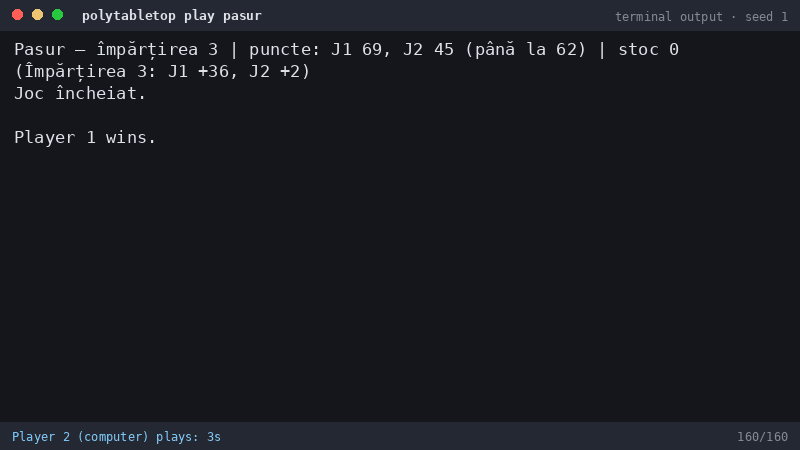 polytabletop play pasur
terminal output · seed 1
Pasur — împărțirea 3 | puncte: J1 69, J2 45 (până la 62) | stoc 0
(Împărțirea 3: J1 +36, J2 +2)
Joc încheiat.
Player 1 wins.
Player 2 (computer) plays: 3s
160/160